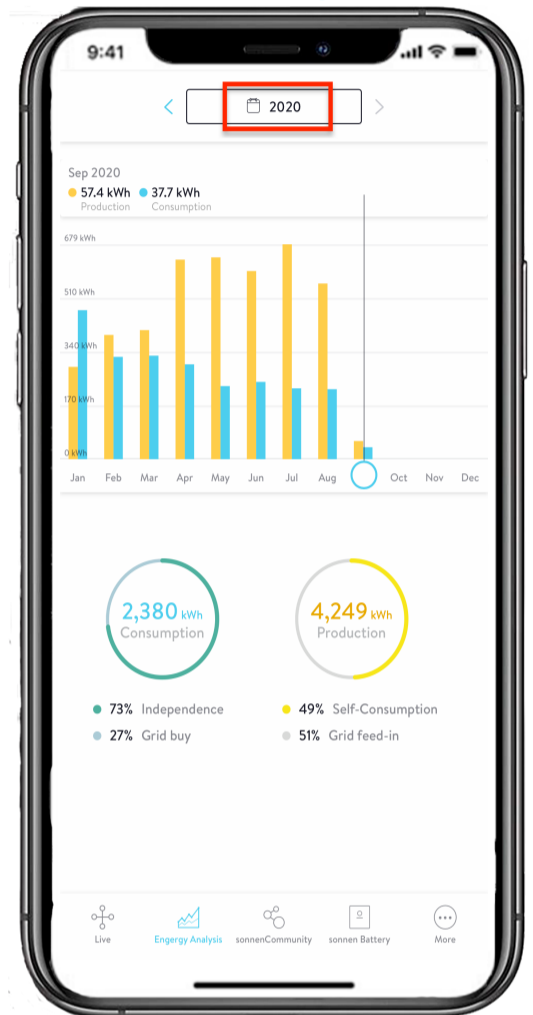 9:41
2020
Sep 2020
57.4 kWh 37.7 kWh
Production Consumption
679 kWh
510 kWh
340 kWh
170 kWh
0 kWh
Jan Feb Mar Apr May Jun Jul Aug Oct Nov Dec
2,380 kWh 4,249 kWh
Consumption Production
73% Independence 49% Self-Consumption
27% Grid buy 51% Grid feed-in
Live Engergy Analysis sonnenCommunity sonnen Battery More